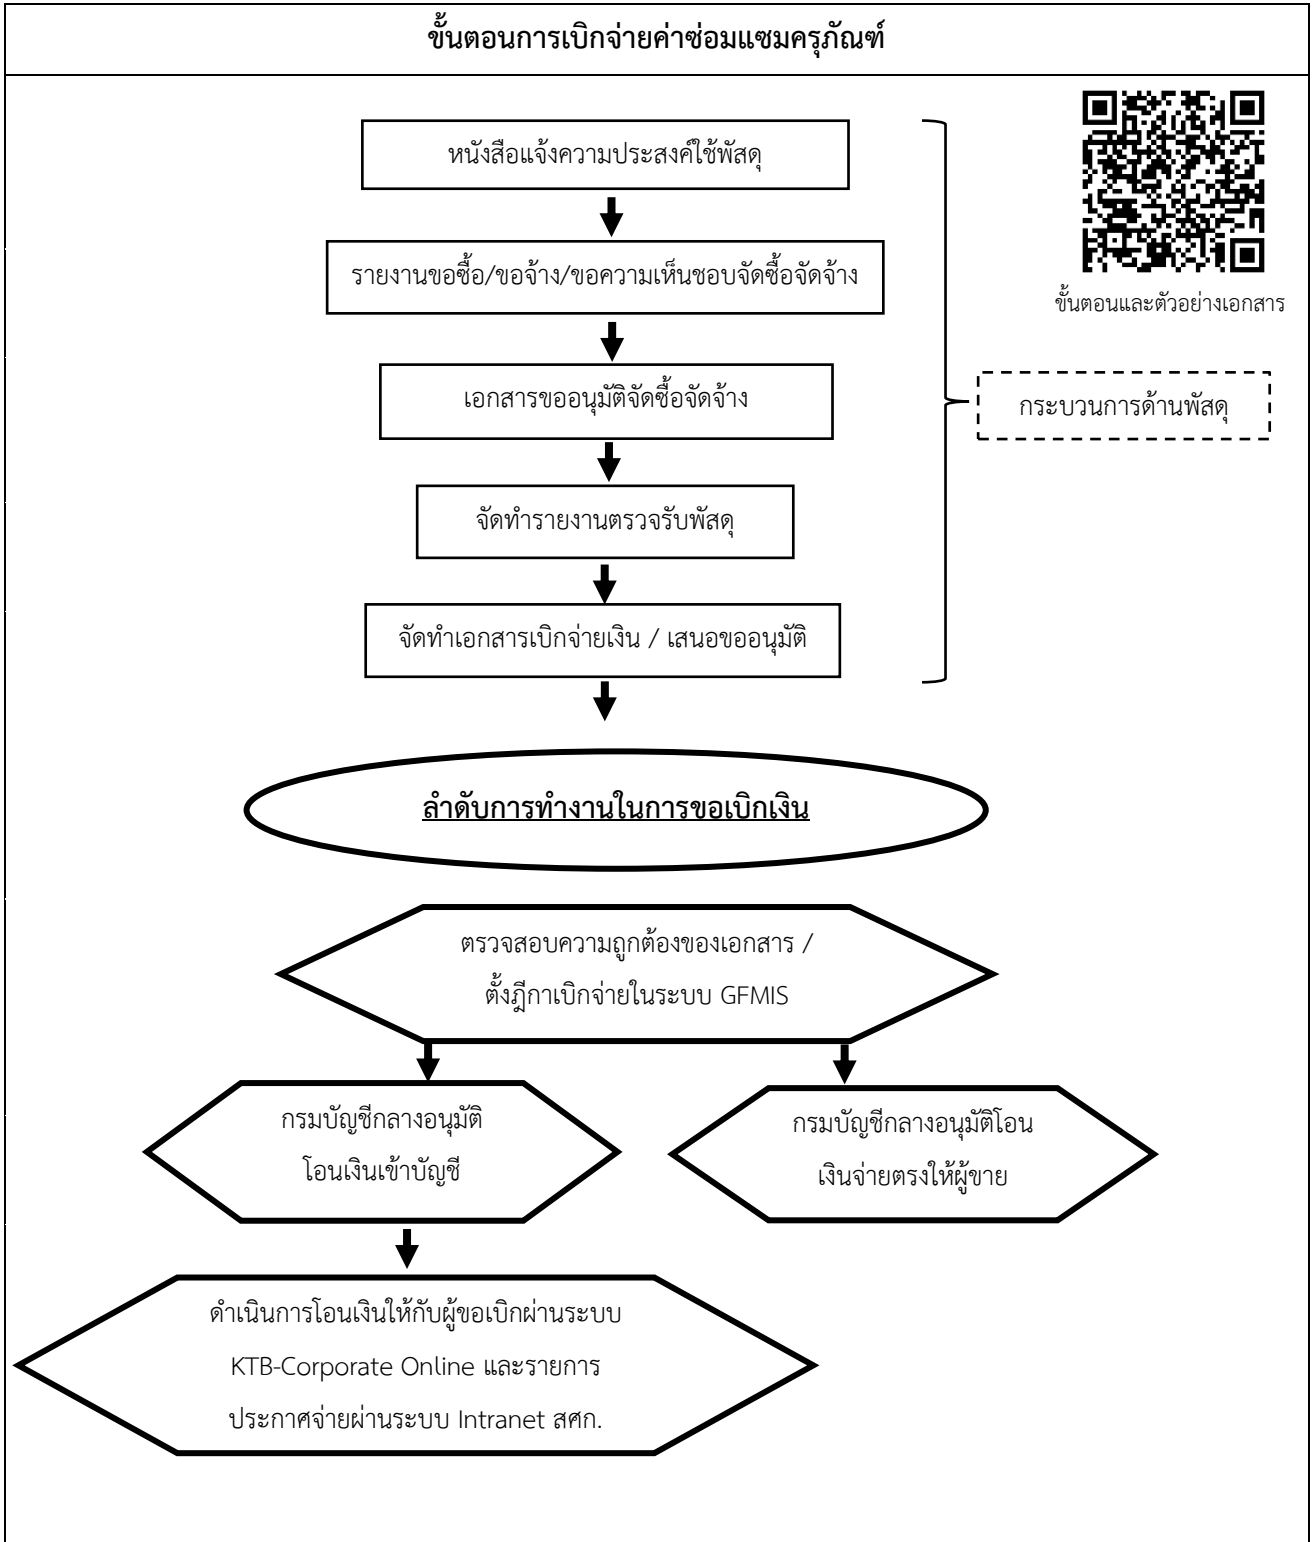 ขั้นตอนการเบิกจ่ายค่าซ่อมแซมครุภัณฑ์
หนังสือแจ้งความประสงค์ใช้พัสดุ
รายงานขอซื้อ/ขอจ้าง/ขอความเห็นชอบจัดซื้อจัดจ้าง
ขั้นตอนและตัวอย่างเอกสาร
เอกสารขออนุมัติจัดซื้อจัดจ้าง
กระบวนการด้านพัสดุ
จัดทำรายงานตรวจรับพัสดุ
จัดทำเอกสารเบิกจ่ายเงิน / เสนอขออนุมัติ
ลำดับการทำงานในการขอเบิกเงิน
ตรวจสอบความถูกต้องของเอกสาร /
ตั้งฎีกาเบิกจ่ายในระบบ GFMIS
กรมบัญชีกลางอนุมัติ
โอนเงินเข้าบัญชี
กรมบัญชีกลางอนุมัติโอน
เงินจ่ายตรงให้ผู้ขาย
ดำเนินการโอนเงินให้กับผู้ขอเบิกผ่านระบบ
KTB-Corporate Online และรายการ
ประกาศจ่ายผ่านระบบ Intranet สศก.